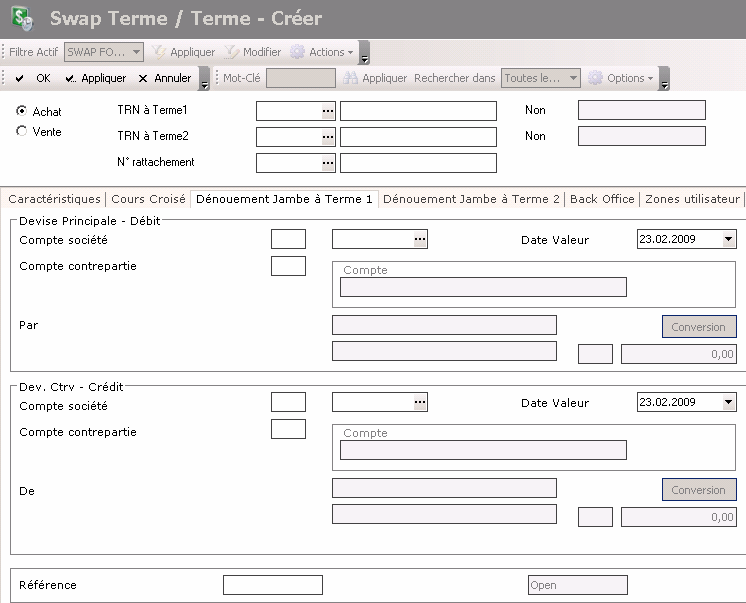 Swap Terme / Terme - Créer
Filtre Actif SWAP FO... Appliquer Modifier Actions
OK Appliquer Annuler Mot-Clé Appliquer Rechercher dans Toutes le... Options
Achat TRN à Terme1 ... Non
Vente TRN à Terme2 ... Non
N° rattachement ...
Caractéristiques Cours Croisé Dénouement Jambe à Terme 1 Dénouement Jambe à Terme 2 Back Office Zones utilisateur
Devise Principale - Débit
Compte société ... Date Valeur 23.02.2009
Compte contrepartie Compte
Par Conversion
0,00
Dev. Ctrv - Crédit
Compte société ... Date Valeur 23.02.2009
Compte contrepartie Compte
De Conversion
0,00
Référence Open